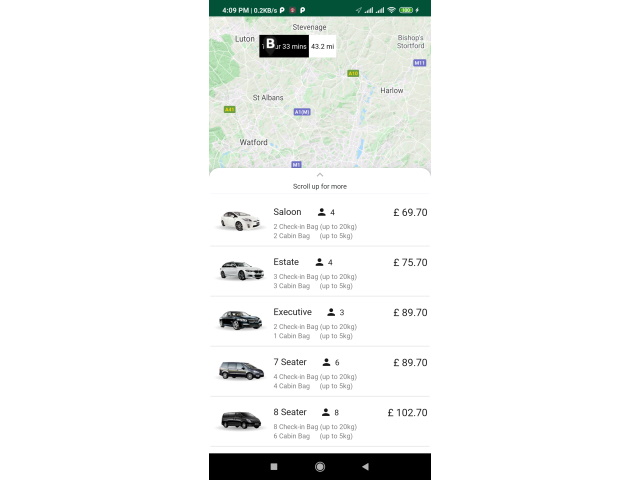 4:09 PM | 0.2KB/s
Stevenage
Luton
Bishop's
Stortford
B
ur 33 mins
43.2 mi
M11
A10
Harlow
St Albans
A41
A1(M)
Watford
M1
Scroll up for more
Saloon 4 £ 69.70
2 Check-in Bag (up to 20kg)
2 Cabin Bag (up to 5kg)
Estate 4 £ 75.70
3 Check-in Bag (up to 20kg)
3 Cabin Bag (up to 5kg)
Executive 3 £ 89.70
2 Check-in Bag (up to 20kg)
1 Cabin Bag (up to 5kg)
7 Seater 6 £ 89.70
4 Check-in Bag (up to 20kg)
4 Cabin Bag (up to 5kg)
8 Seater 8 £ 102.70
8 Check-in Bag (up to 20kg)
6 Cabin Bag (up to 5kg)